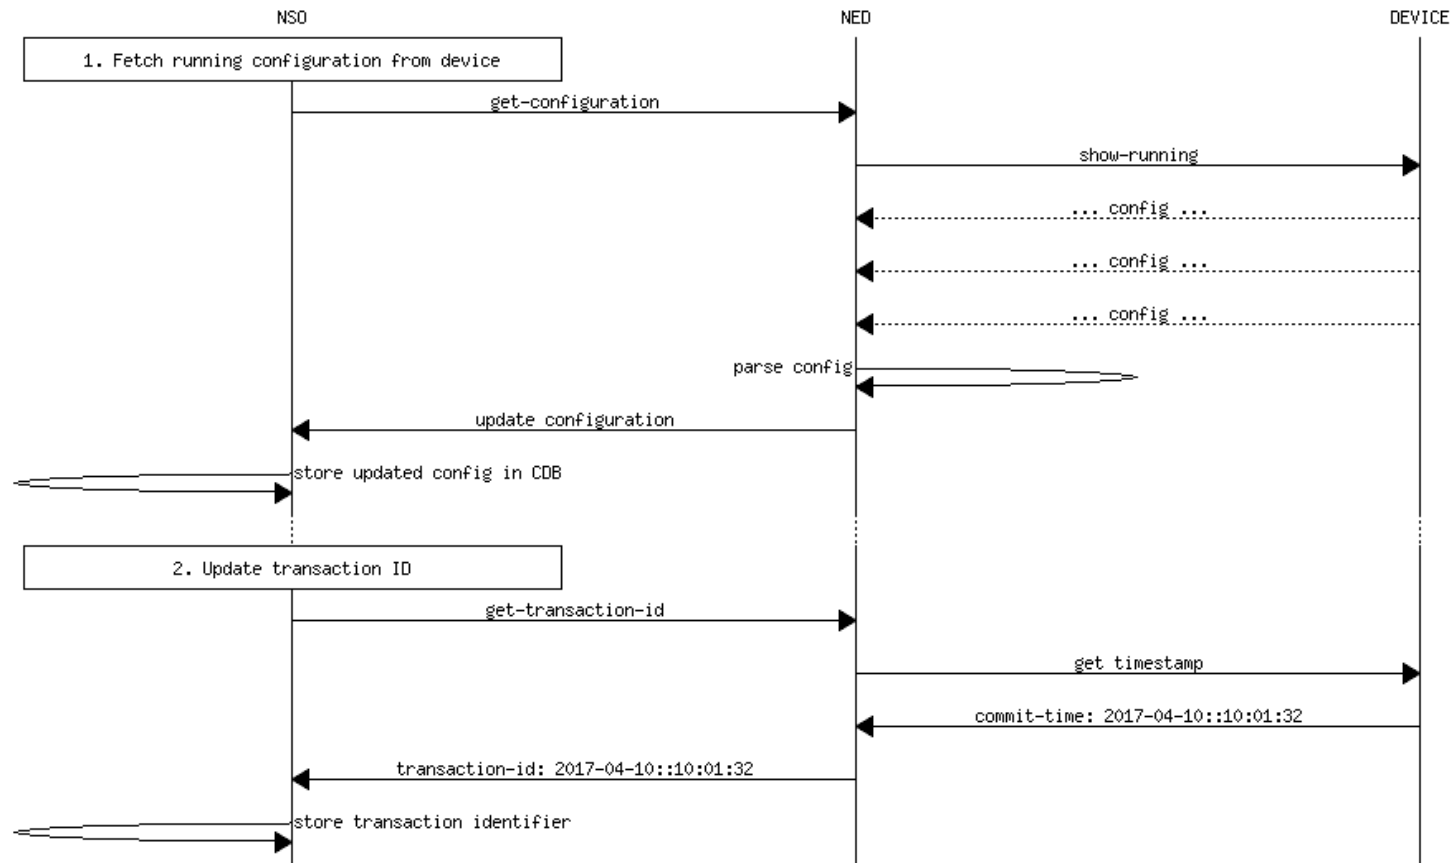 NSO NED DEVICE
1. Fetch running configuration from device
get-configuration
show-running
... config ...
... config ...
... config ...
parse config
update configuration
store updated config in CDB
2. Update transaction ID
get-transaction-id
get timestamp
commit-time: 2017-04-10::10:01:32
transaction-id: 2017-04-10::10:01:32
store transaction identifier